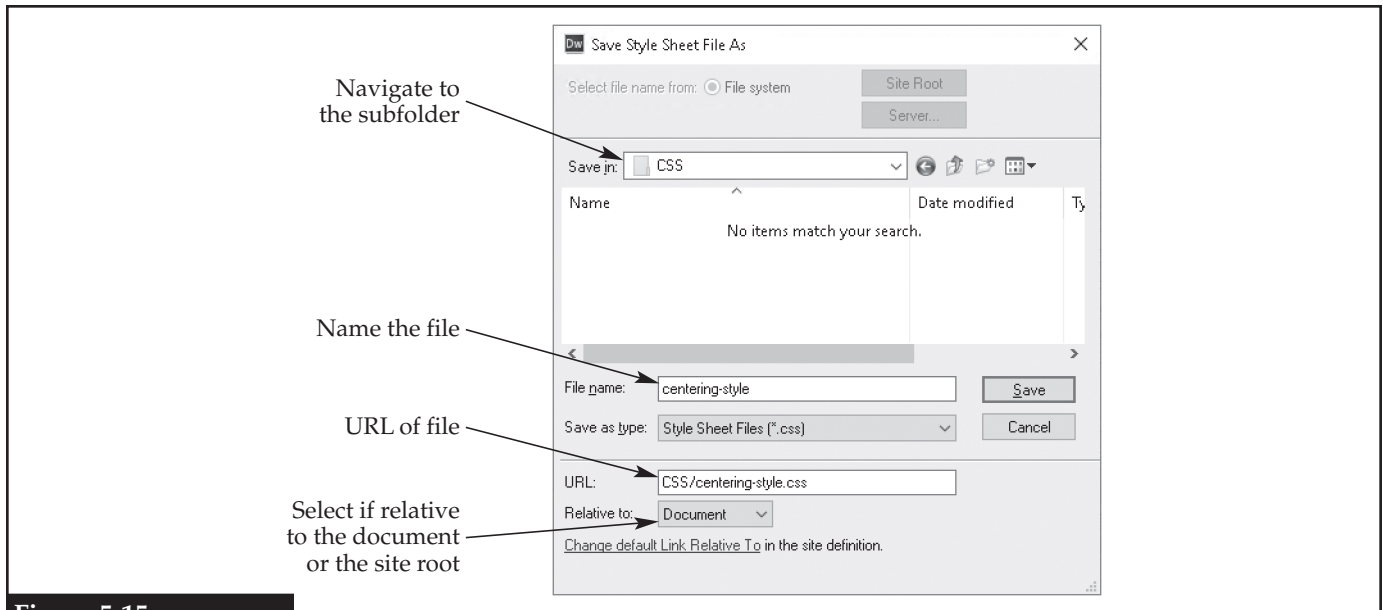 Dw Save Style Sheet File As
Navigate to
the subfolder
Select file name from: File system
Site Root
Server...
Save in: CSS
Name Date modified Ty
No items match your search.
Name the file
File name: centering-style Save
URL of file
Save as type: Style Sheet Files (*.css) Cancel
URL: CSS/centering-style.css
Select if relative
to the document
or the site root
Relative to: Document
Change default Link Relative To in the site definition.
Figure 5-15